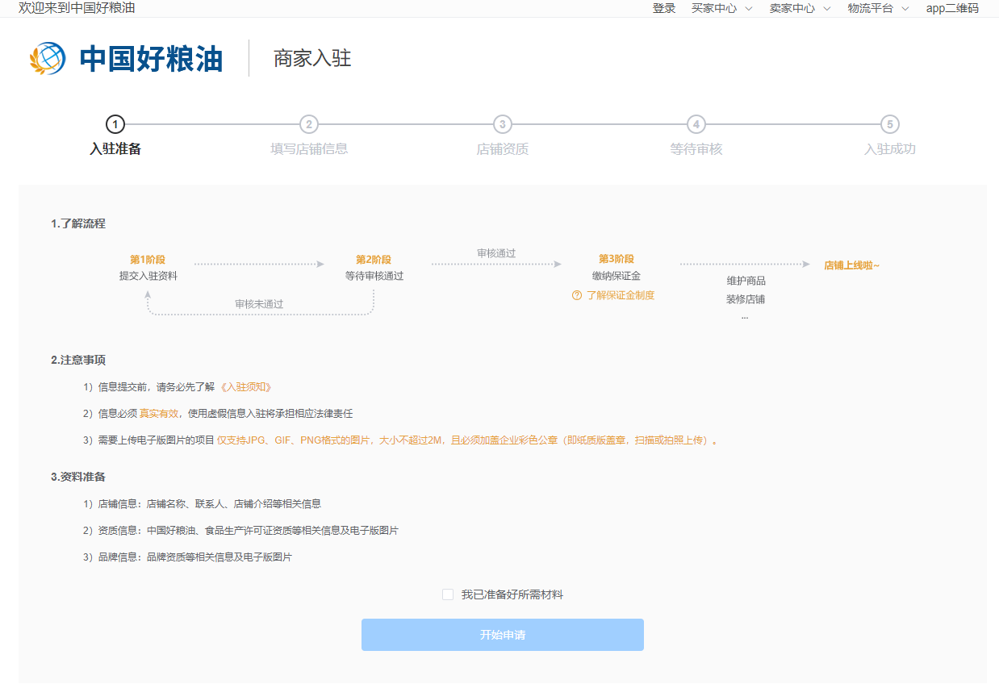 欢迎来到中国好粮油
登录 买家中心 卖家中心 物流平台 app二维码
中国好粮油 商家入驻
1 2 3 4 5
入驻准备 填写店铺信息 店铺资质 等待审核 入驻成功
1.了解流程
第1阶段
提交入驻资料
第2阶段
等待审核通过
审核未通过
审核通过
第3阶段
缴纳保证金
? 了解保证金制度
维护商品
装修店铺
...
店铺上线啦~
2.注意事项
1）信息提交前，请务必先了解 《入驻须知》
2）信息必须 真实有效，使用虚假信息入驻将承担相应法律责任
3）需要上传电子版图片的项目 仅支持JPG、GIF、PNG格式的图片，大小不超过2M，且必须加盖企业彩色公章（即纸质版盖章，扫描或拍照上传）。
3.资料准备
1）店铺信息：店铺名称、联系人、店铺介绍等相关信息
2）资质信息：中国好粮油、食品生产许可证资质等相关信息及电子版图片
3）品牌信息：品牌资质等相关信息及电子版图片
我已准备好所需材料
开始申请